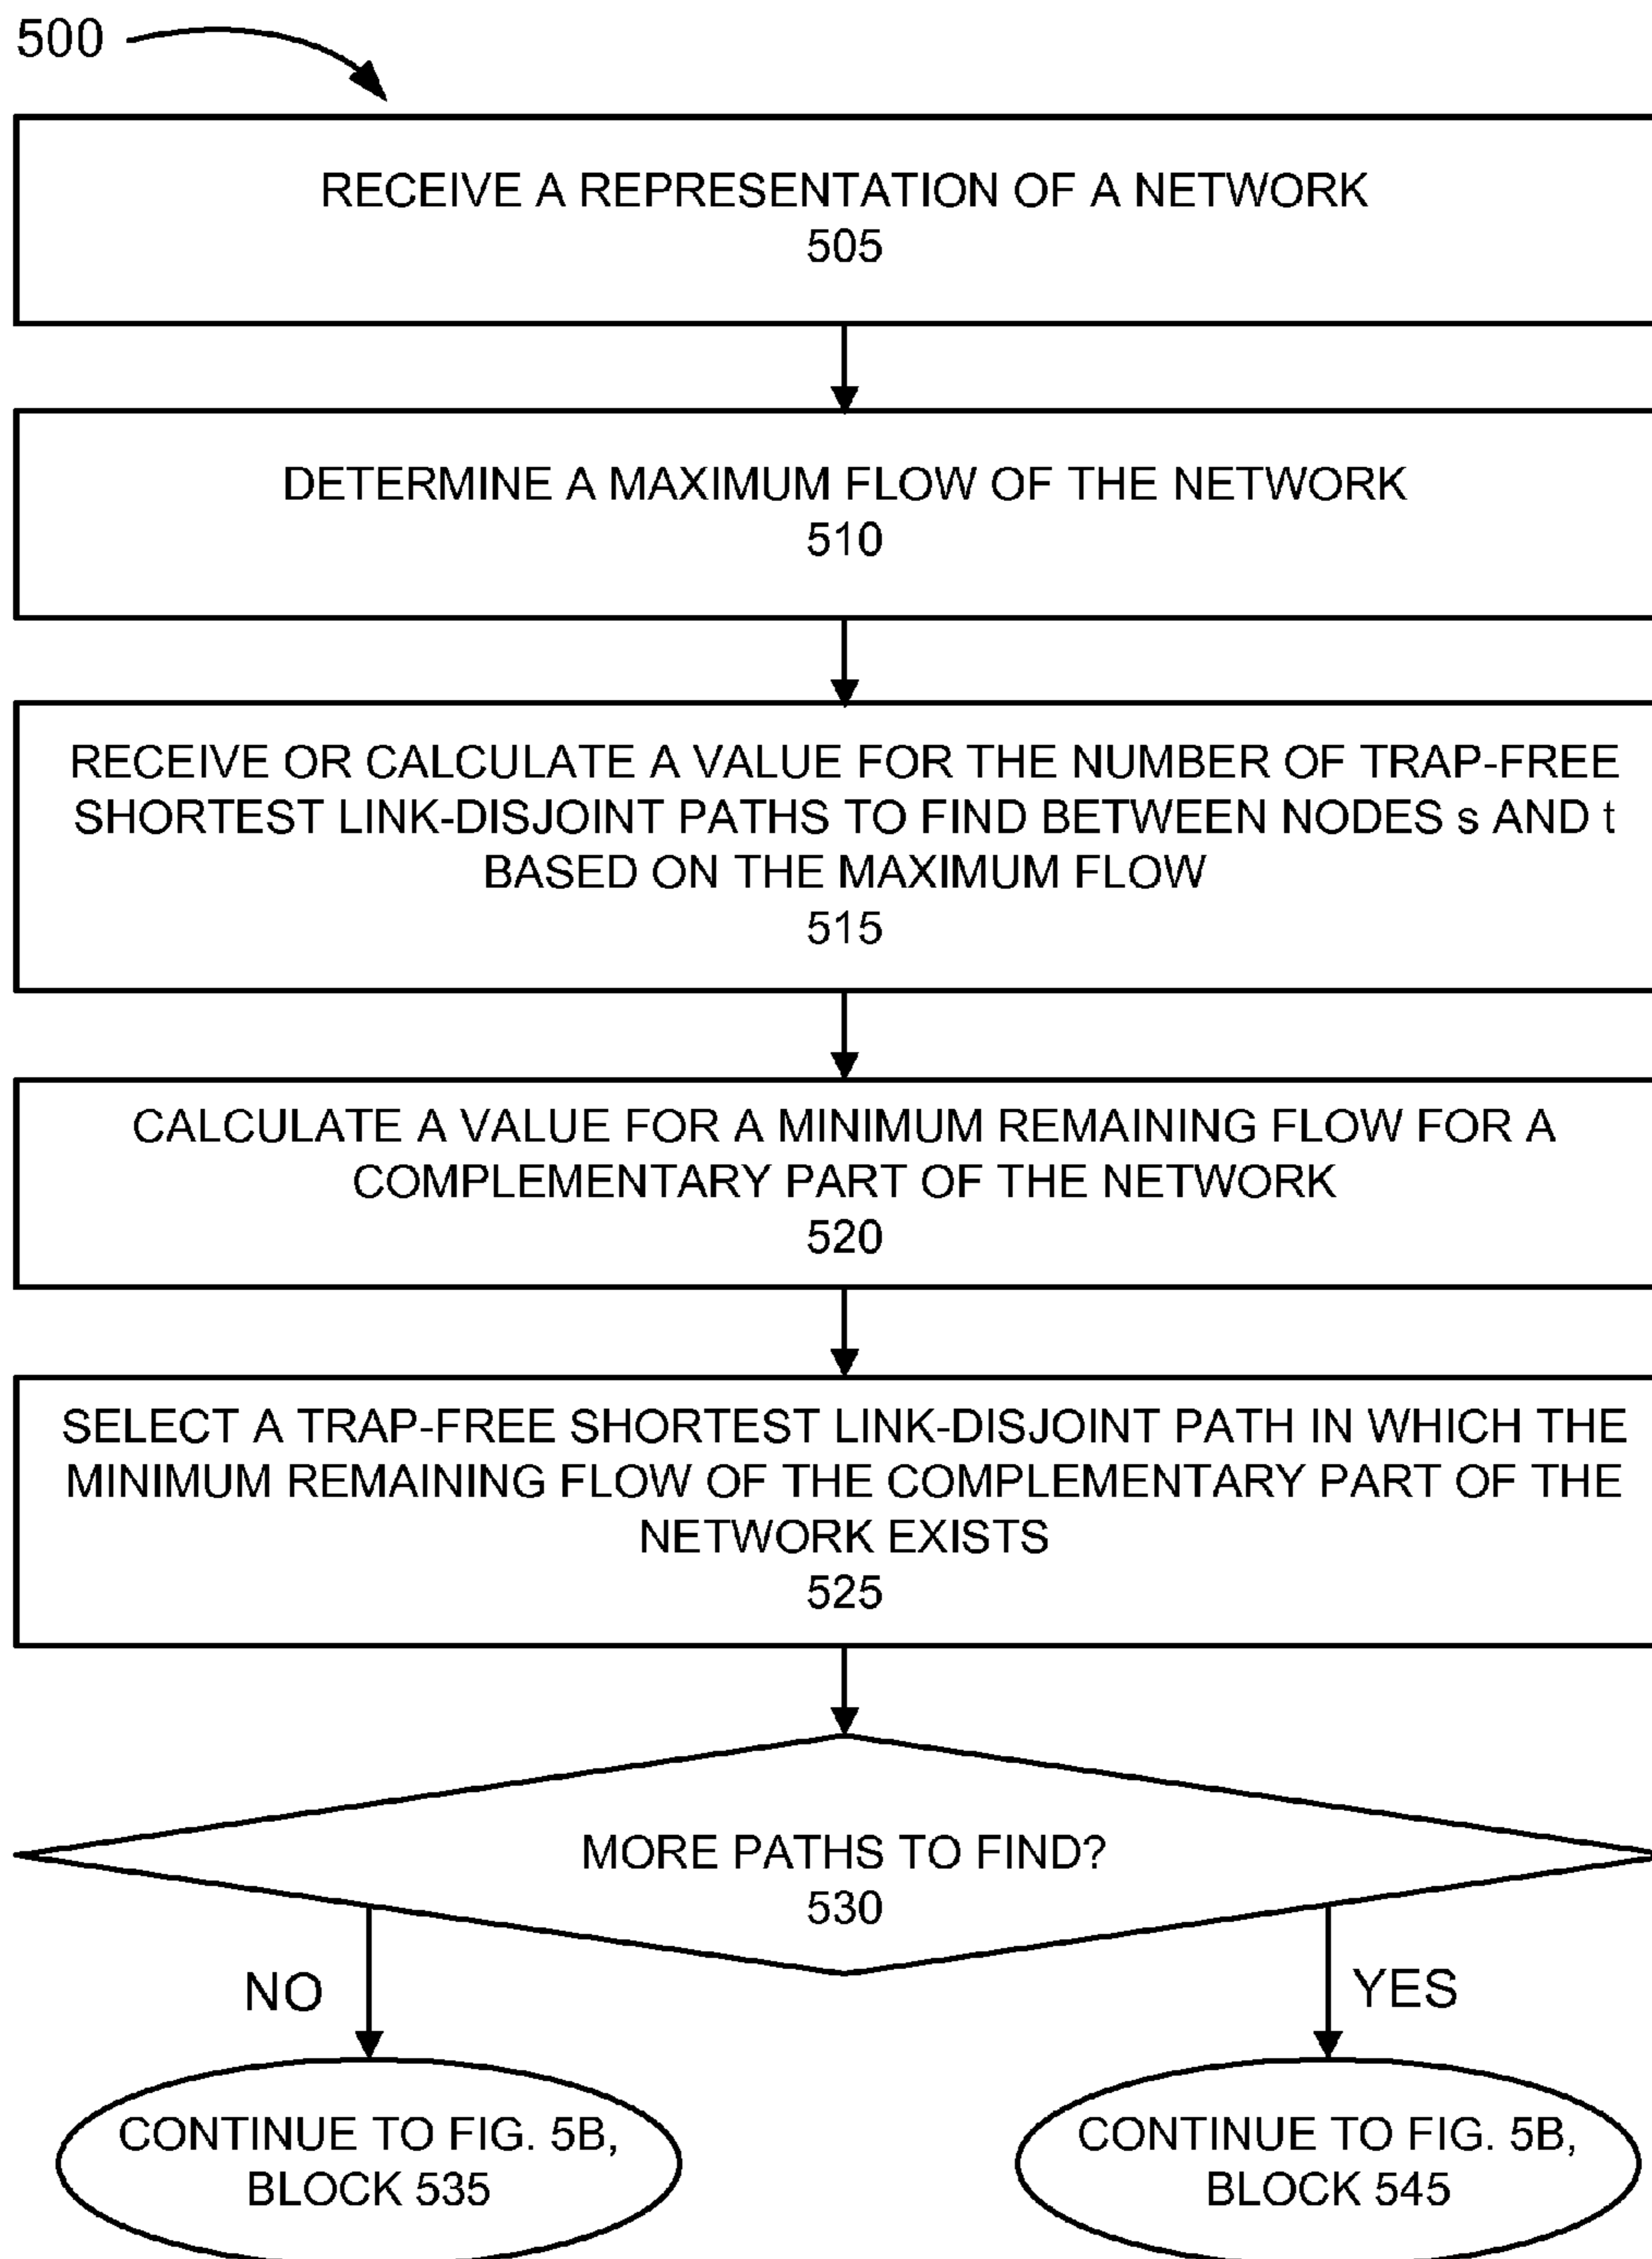 500
RECEIVE A REPRESENTATION OF A NETWORK
505
DETERMINE A MAXIMUM FLOW OF THE NETWORK
510
RECEIVE OR CALCULATE A VALUE FOR THE NUMBER OF TRAP-FREE
SHORTEST LINK-DISJOINT PATHS TO FIND BETWEEN NODES s AND t
BASED ON THE MAXIMUM FLOW
515
CALCULATE A VALUE FOR A MINIMUM REMAINING FLOW FOR A
COMPLEMENTARY PART OF THE NETWORK
520
SELECT A TRAP-FREE SHORTEST LINK-DISJOINT PATH IN WHICH THE
MINIMUM REMAINING FLOW OF THE COMPLEMENTARY PART OF THE
NETWORK EXISTS
525
MORE PATHS TO FIND?
530
NO
YES
CONTINUE TO FIG. 5B,
BLOCK 535
CONTINUE TO FIG. 5B,
BLOCK 545